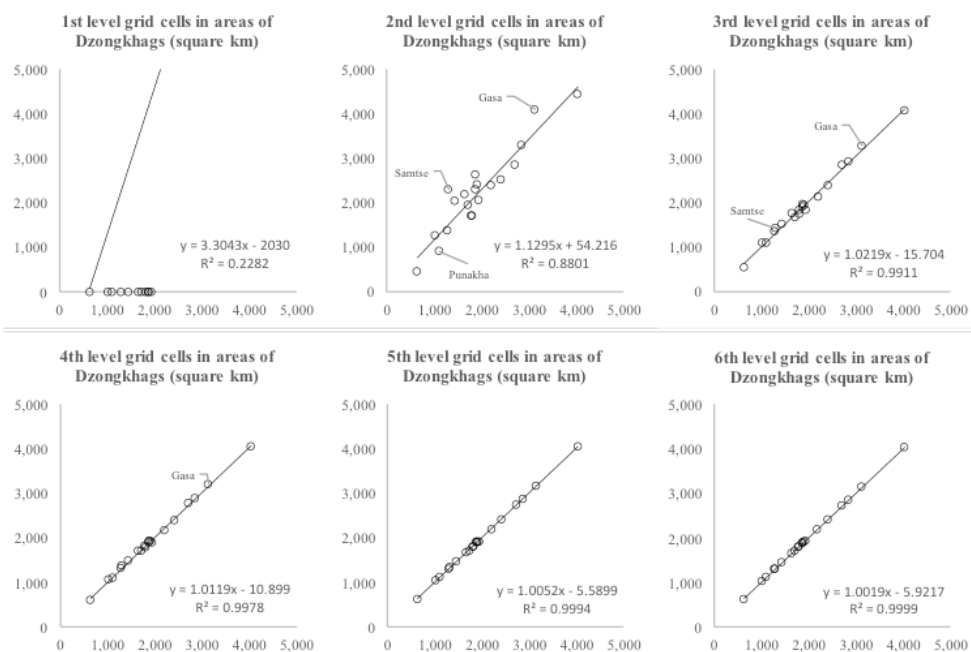 1st level grid cells in areas of
Dzongkhags (square km)
5,000
4,000
3,000
2,000
1,000
0
y = 3.3043x - 2030
R² = 0.2282
0 1,000 2,000 3,000 4,000 5,000
2nd level grid cells in areas of
Dzongkhags (square km)
5,000
4,000
3,000
2,000
1,000
0
Gasa
Samtse
y = 1.1295x + 54.216
R² = 0.8801
Punakha
0 1,000 2,000 3,000 4,000 5,000
3rd level grid cells in areas of
Dzongkhags (square km)
5,000
4,000
3,000
2,000
1,000
0
Gasa
Samtse
y = 1.0219x - 15.704
R² = 0.9911
0 1,000 2,000 3,000 4,000 5,000
4th level grid cells in areas of
Dzongkhags (square km)
5,000
4,000
3,000
2,000
1,000
0
Gasa
y = 1.0119x - 10.899
R² = 0.9978
0 1,000 2,000 3,000 4,000 5,000
5th level grid cells in areas of
Dzongkhags (square km)
5,000
4,000
3,000
2,000
1,000
0
y = 1.0052x - 5.5899
R² = 0.9994
0 1,000 2,000 3,000 4,000 5,000
6th level grid cells in areas of
Dzongkhags (square km)
5,000
4,000
3,000
2,000
1,000
0
y = 1.0019x - 5.9217
R² = 0.9999
0 1,000 2,000 3,000 4,000 5,000